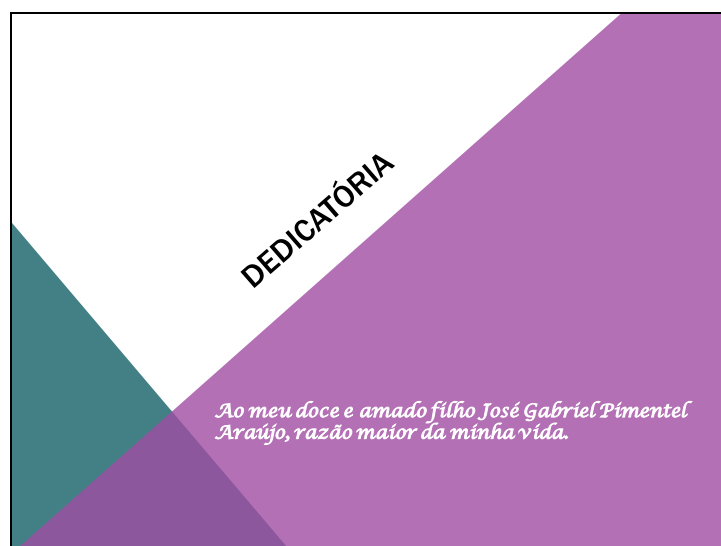 DEDICATÓRIA
Ao meu doce e amado filho José Gabriel Pimentel
Araújo, razão maior da minha vida.